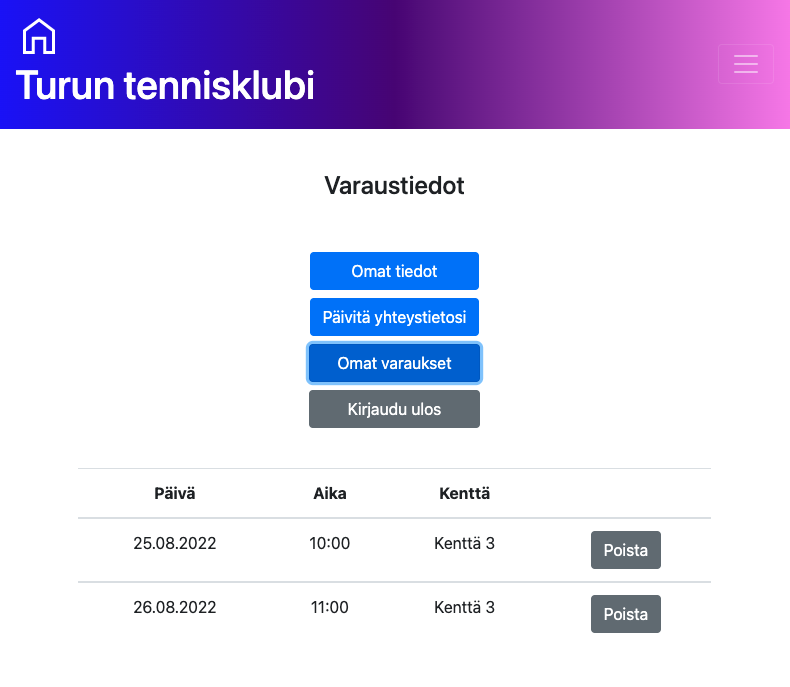 Turun tennisklubi
Varaustiedot
Omat tiedot
Päivitä yhteystietosi
Omat varaukset
Kirjaudu ulos
Päivä Aika Kenttä
25.08.2022 10:00 Kenttä 3 Poista
26.08.2022 11:00 Kenttä 3 Poista